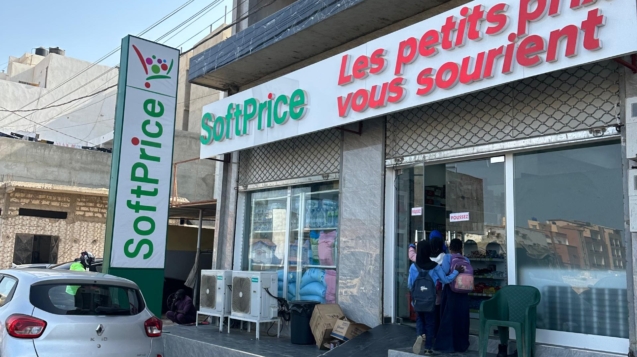 SoftPrice
SoftPrice
Les petits prix
vous sourient